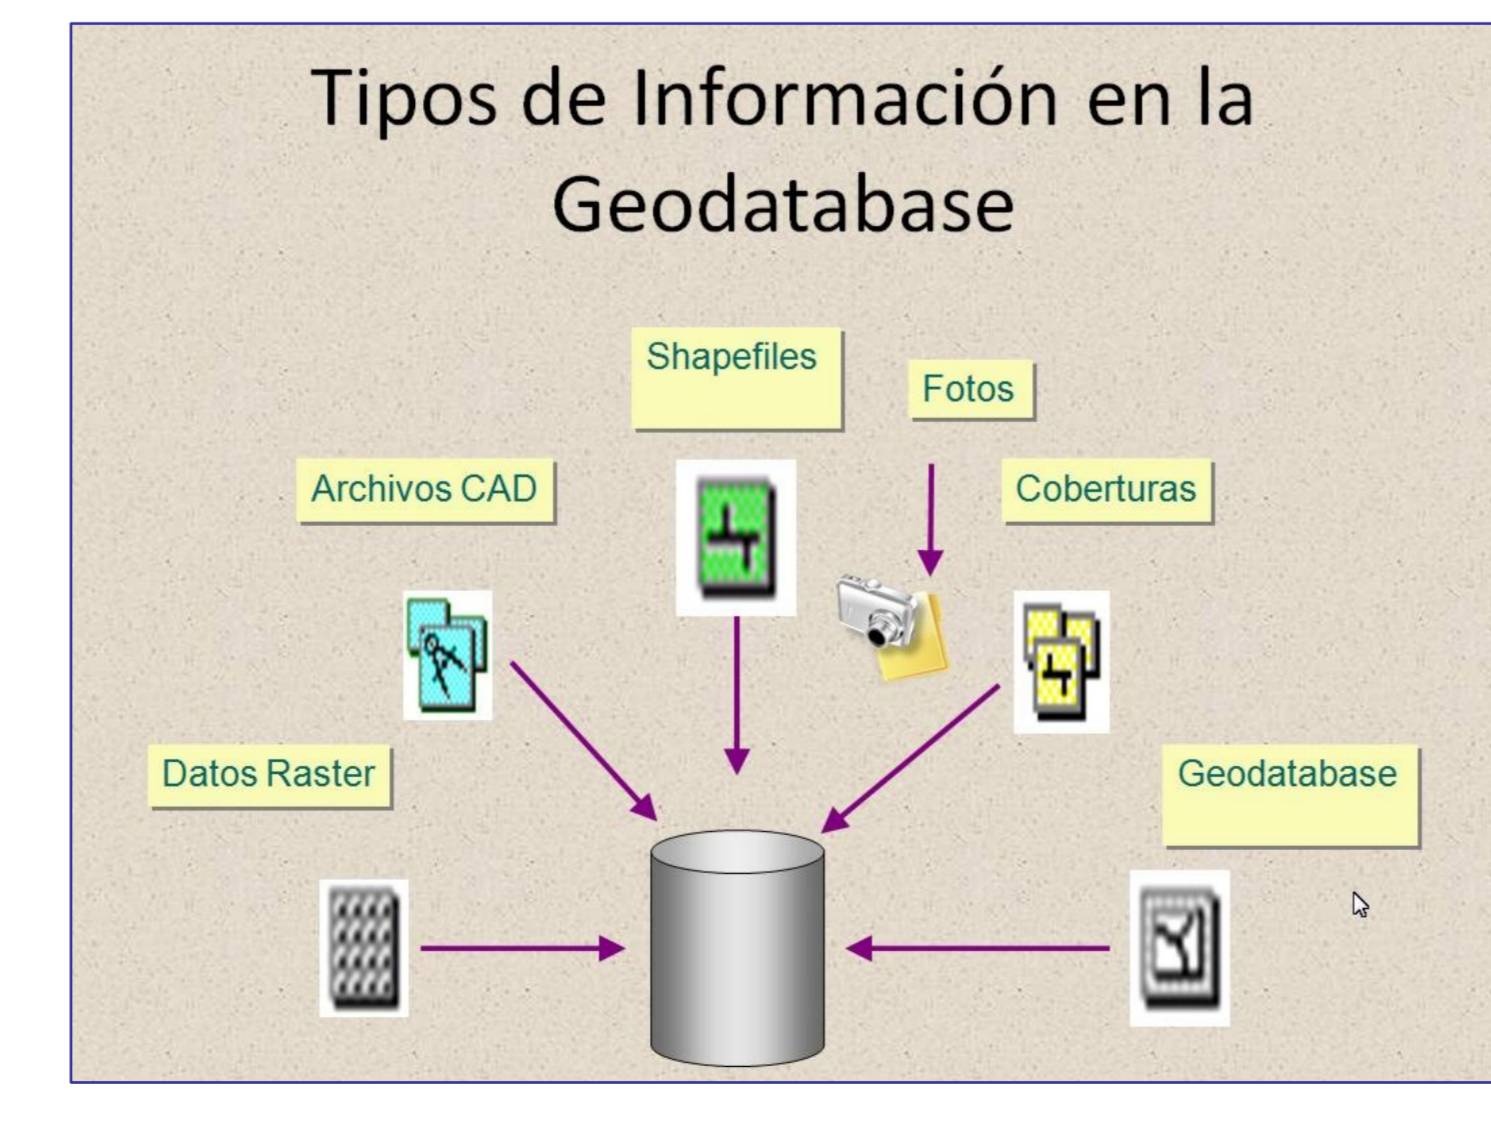 Tipos de Información en la
Geodatabase
Shapefiles
Fotos
Archivos CAD
Coberturas
Datos Raster
Geodatabase